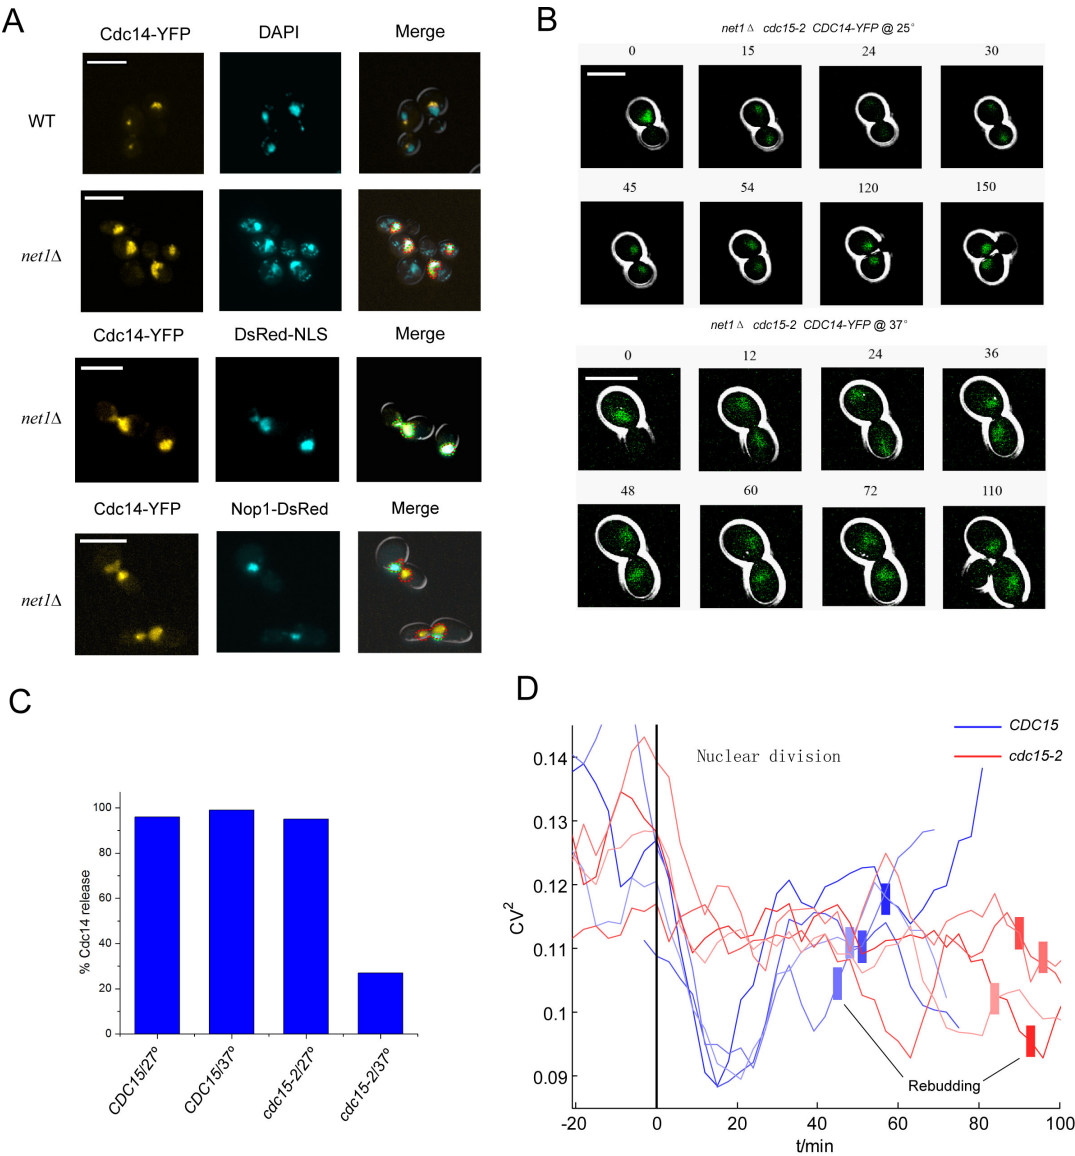 A
Cdc14-YFP DAPI Merge
WT
net1Δ
Cdc14-YFP DsRed-NLS Merge
net1Δ
Cdc14-YFP Nop1-DsRed Merge
net1Δ
B
net1Δ cdc15-2 CDC14-YFP @ 25°
0 15 24 30
45 54 120 150
net1Δ cdc15-2 CDC14-YFP @ 37°
0 12 24 36
48 60 72 110
C
% Cdc14 release
100
80
60
40
20
0
CDC15/27º
CDC15/37º
cdc15-2/27º
cdc15-2/37º
D
CDC15
cdc15-2
Nuclear division
CV²
0.14
0.13
0.12
0.11
0.1
0.09
Rebudding
-20 0 20 40 60 80 100
t/min